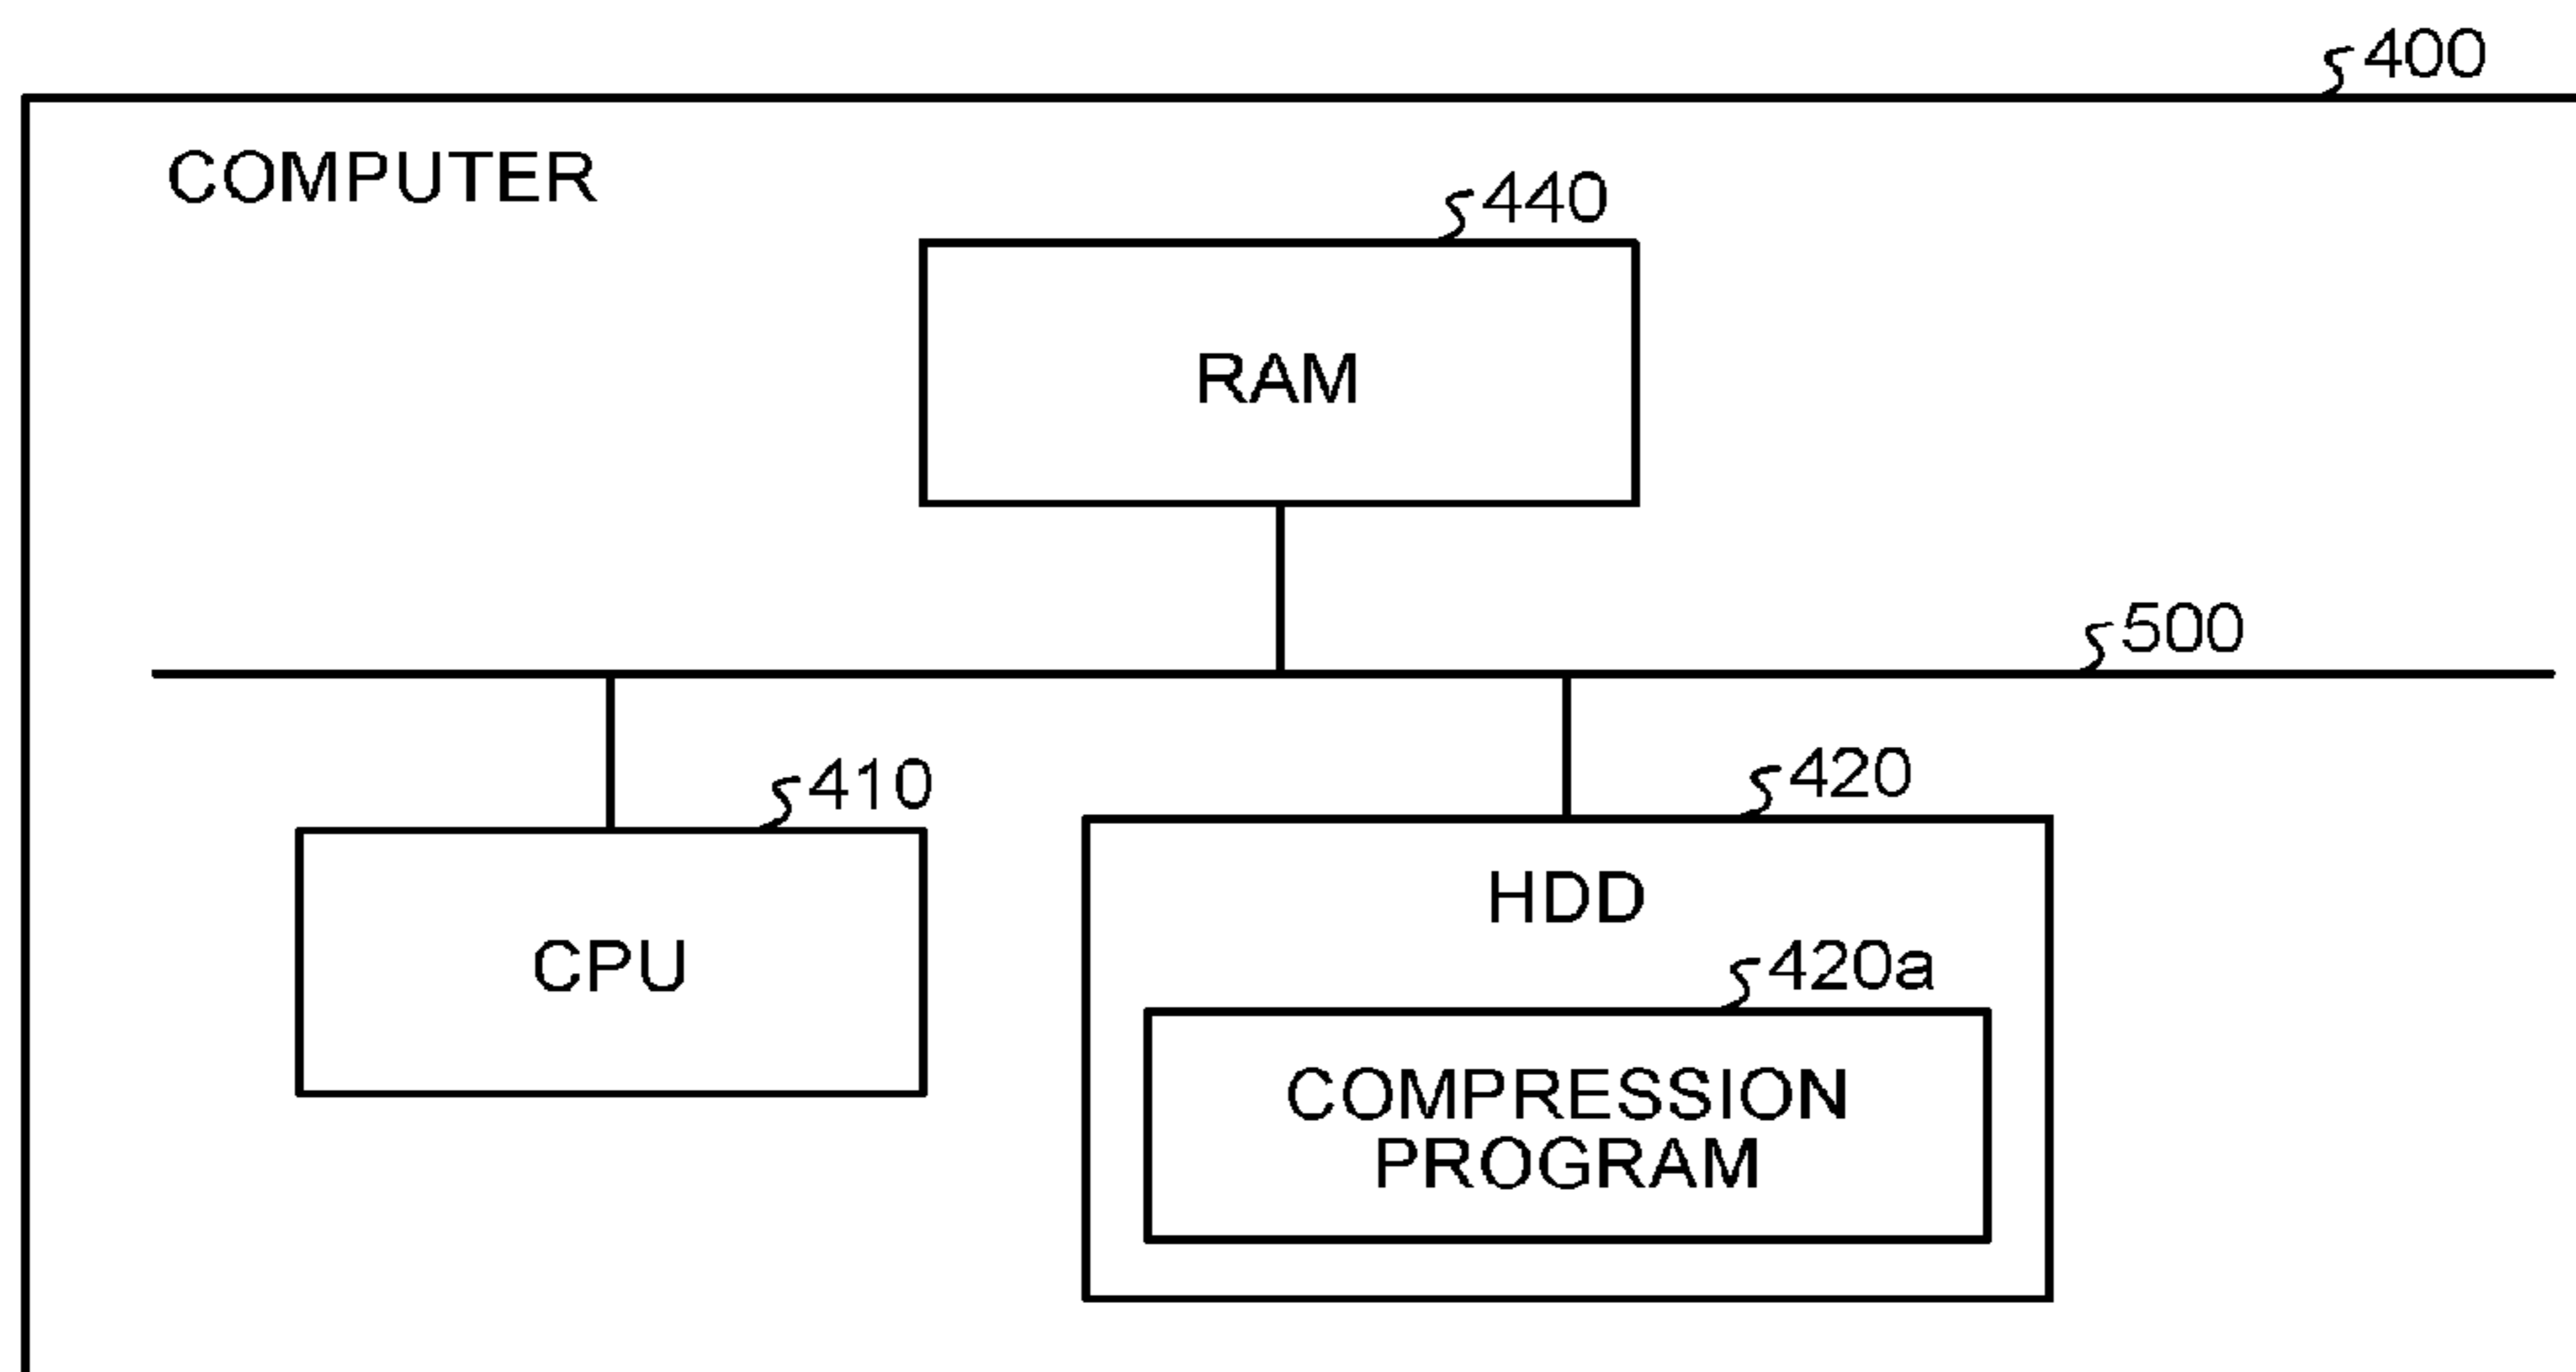 400
COMPUTER
440
RAM
500
410
CPU
420
HDD
420a
COMPRESSION
PROGRAM